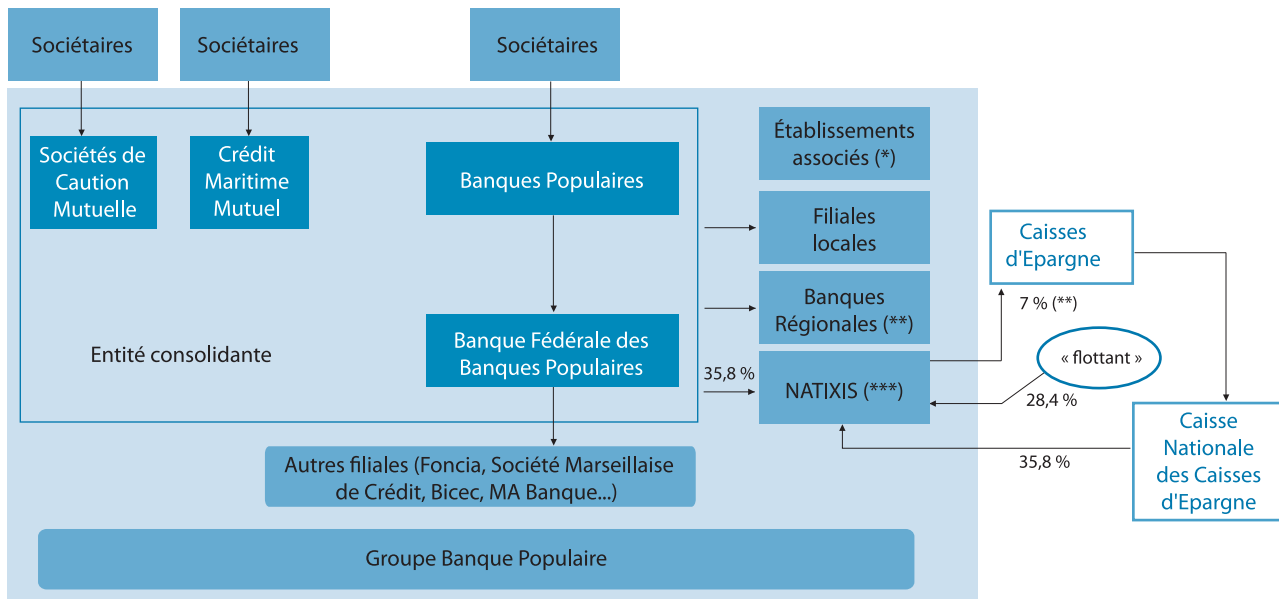 Sociétaires
Sociétaires
Sociétaires
Sociétés de
Caution
Mutuelle
Crédit
Maritime
Mutuel
Banques Populaires
Établissements
associés (*)
Filiales
locales
Caisses
d'Epargne
Banques
Régionales (**)
7 % (**)
Entité consolidante
Banque Fédérale des
Banques Populaires
35,8 %
NATIXIS (***)
« flottant »
28,4 %
Caisse
Nationale
des Caisses
d'Epargne
35,8 %
Autres filiales (Foncia, Société Marseillaise
de Crédit, Bicec, MA Banque...)
Groupe Banque Populaire